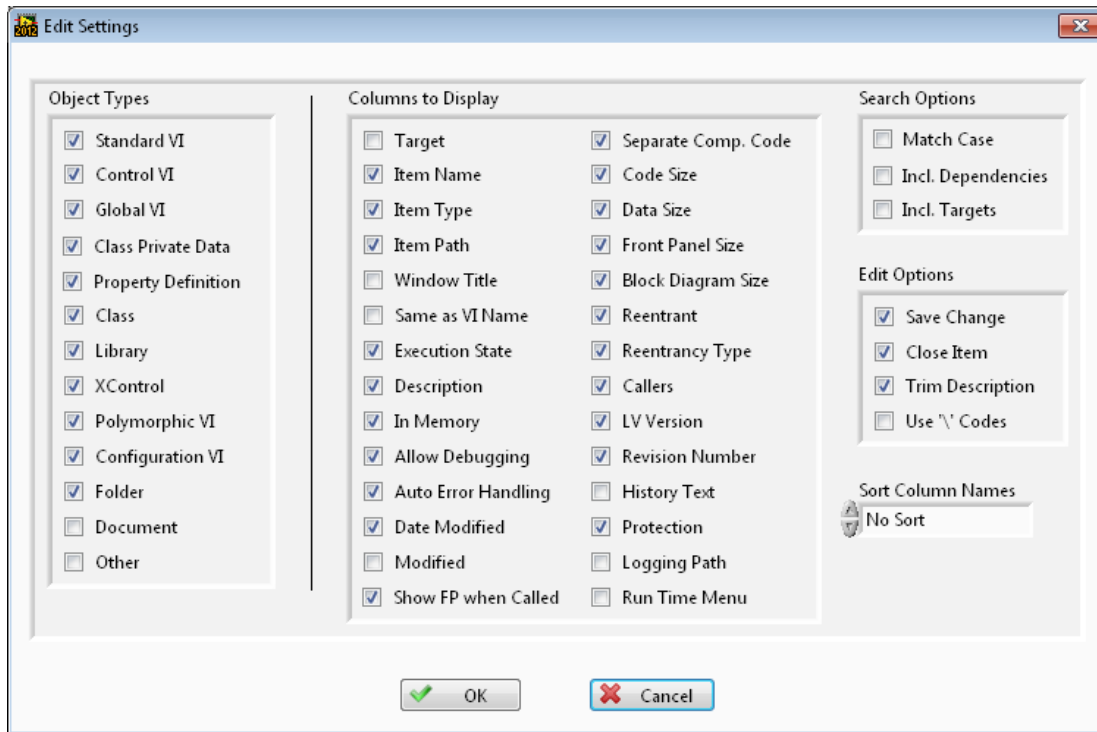 2012 Edit Settings
Object Types
Standard VI
Control VI
Global VI
Class Private Data
Property Definition
Class
Library
XControl
Polymorphic VI
Configuration VI
Folder
Document
Other
Columns to Display
Target
Item Name
Item Type
Item Path
Window Title
Same as VI Name
Execution State
Description
In Memory
Allow Debugging
Auto Error Handling
Date Modified
Modified
Show FP when Called
Separate Comp. Code
Code Size
Data Size
Front Panel Size
Block Diagram Size
Reentrant
Reentrancy Type
Callers
LV Version
Revision Number
History Text
Protection
Logging Path
Run Time Menu
Search Options
Match Case
Incl. Dependencies
Incl. Targets
Edit Options
Save Change
Close Item
Trim Description
Use '\' Codes
Sort Column Names
No Sort
OK
Cancel